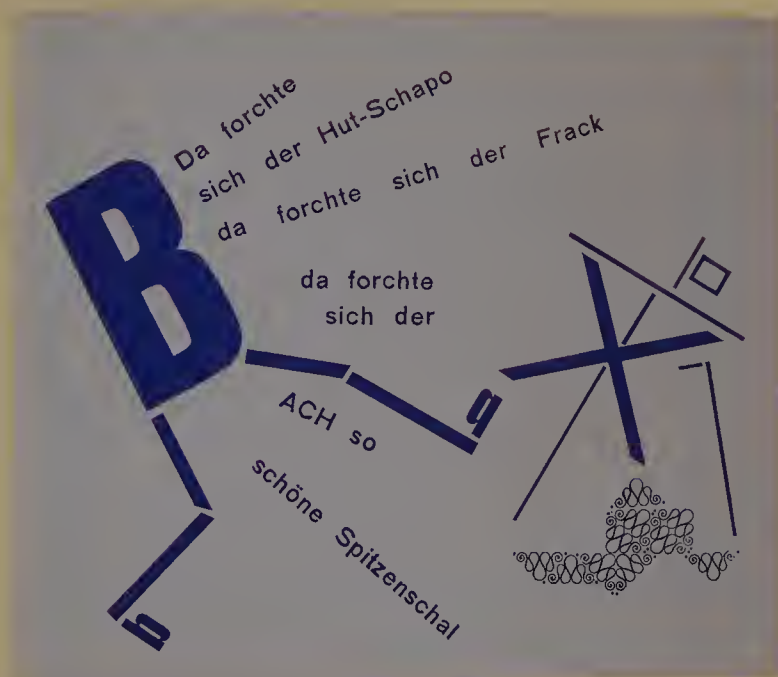 B
Da forchte
sich der Hut-Schapo
da forchte sich der Frack
da forchte
sich der
X
ACH so
schöne Spitzenschal